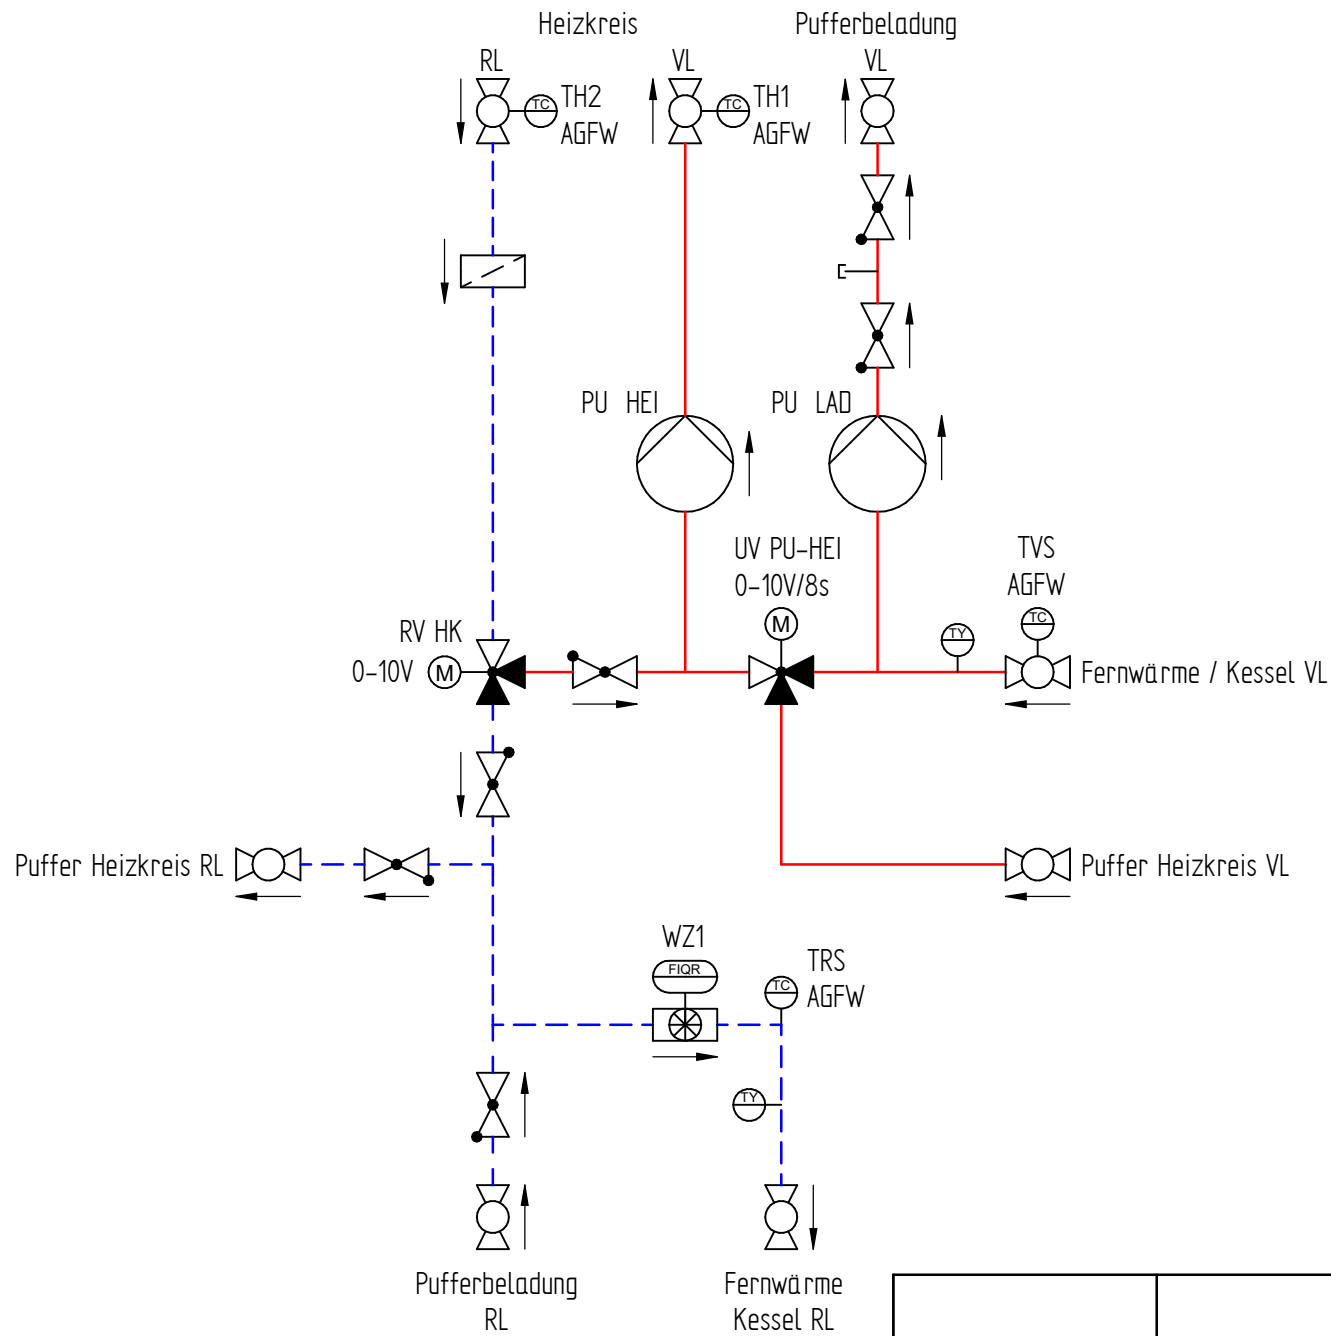 Heizkreis
Pufferbeladung
RL
VL
VL
TC
TH2
AGFW
TC
TH1
AGFW
PU HEI
PU LAD
UV PU-HEI
0-10V/8s
M
TVS
AGFW
TC
TY
RV HK
0-10V
M
Fernwärme / Kessel VL
Puffer Heizkreis RL
Puffer Heizkreis VL
WZ1
FIQR
TC
TRS
AGFW
TY
Pufferbeladung
RL
Fernwärme
Kessel RL